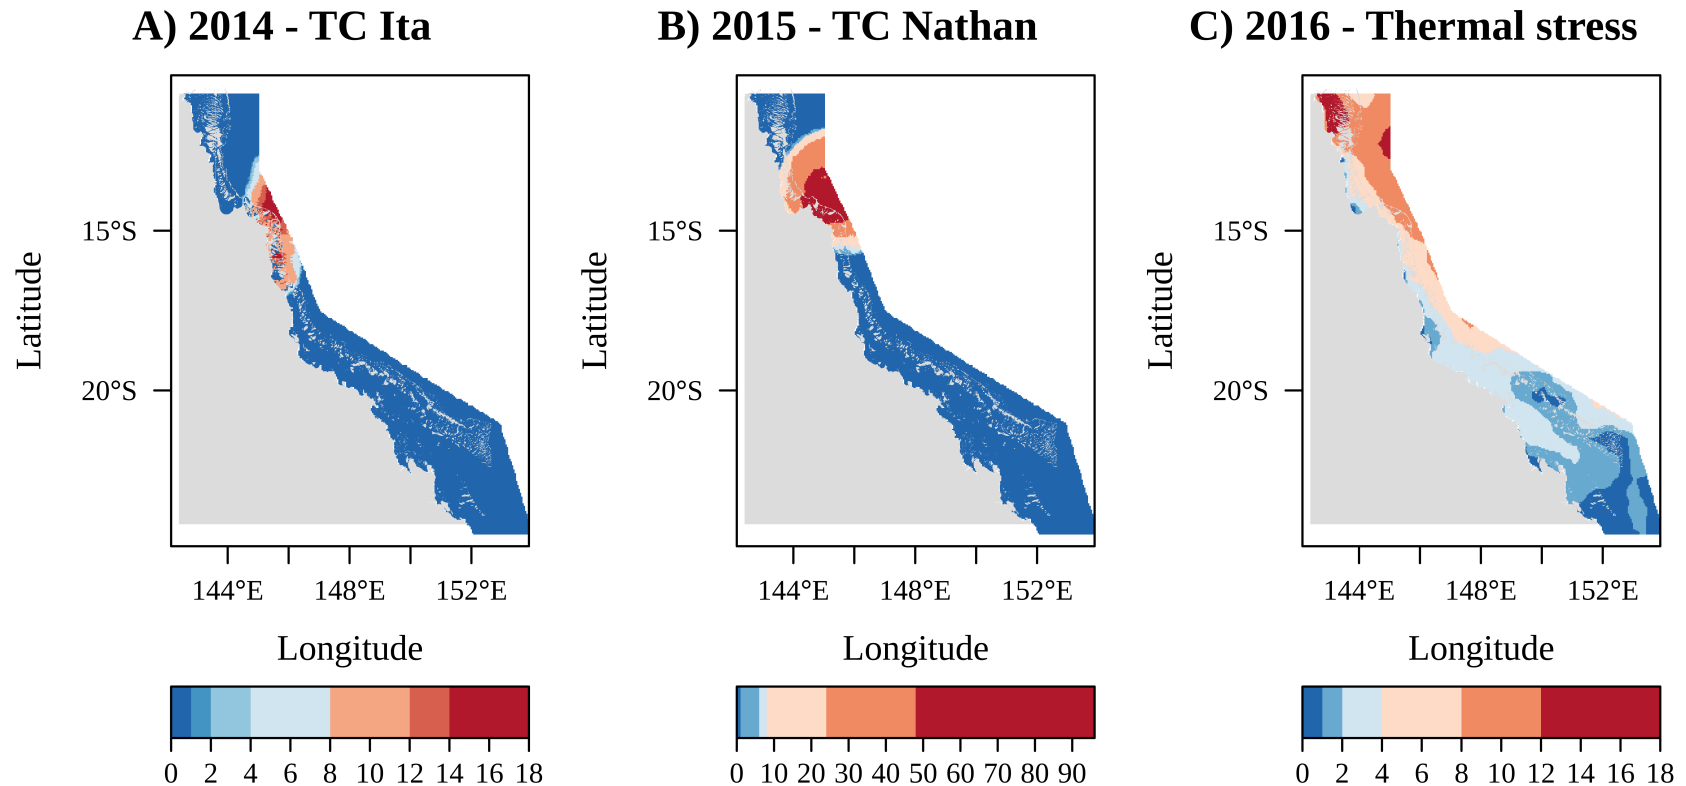 A) 2014 - TC Ita
B) 2015 - TC Nathan
C) 2016 - Thermal stress
Latitude
15°S
20°S
144°E 148°E 152°E
Longitude
0 2 4 6 8 10 12 14 16 18
Latitude
15°S
20°S
144°E 148°E 152°E
Longitude
0 10 20 30 40 50 60 70 80 90
Latitude
15°S
20°S
144°E 148°E 152°E
Longitude
0 2 4 6 8 10 12 14 16 18